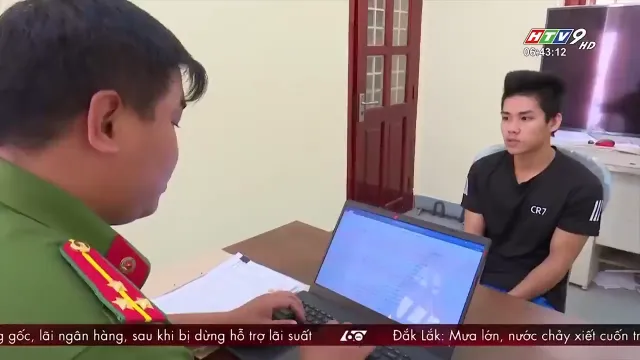 HTV9 HD
06:43:12
CR7
gốc, lãi ngân hàng, sau khi bị dừng hỗ trợ lãi suất 60 Đắk Lắk: Mưa lớn, nước chảy xiết cuốn